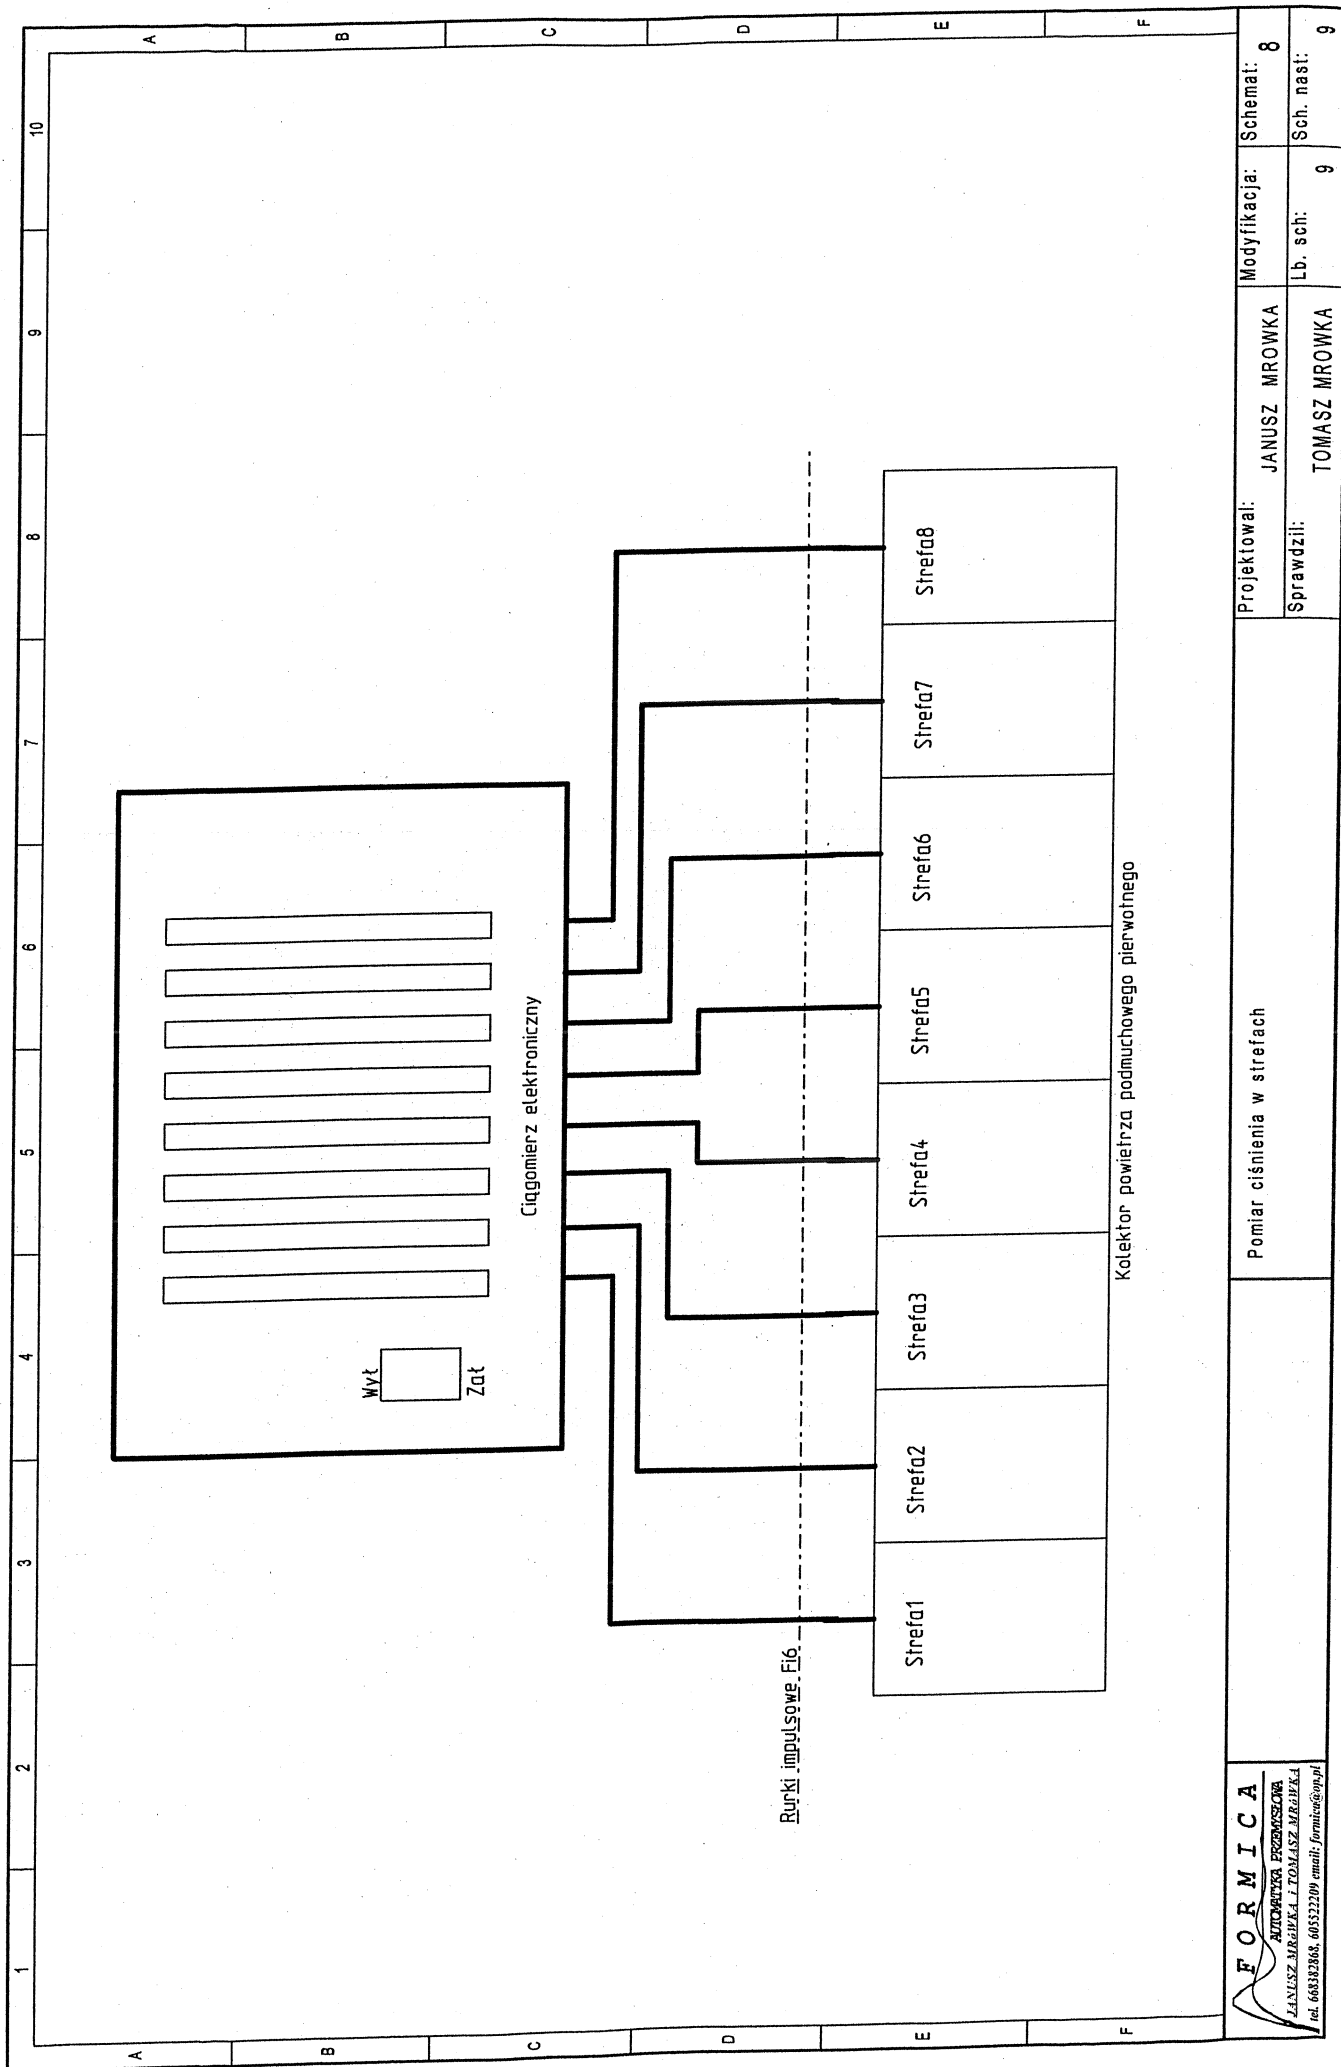 1 2 3 4 5 6 7 8 9 10
A A
B B
C C
D D
E E
F F
Wył
Zał
Ciągomierz elektroniczny
Rurki impulsowe Fi6
Strefa1 Strefa2 Strefa3 Strefa4 Strefa5 Strefa6 Strefa7 Strefa8
Kolektor powietrza podmuchowego pierwotnego
FORMICA
AUTOMATYKA PRZEMYSŁOWA
JANUSZ MRóWKA i TOMASZ MRóWKA
tel. 668382868, 605522209 email: formica@op.pl
Pomiar ciśnienia w strefach
Projektował:
JANUSZ MROWKA
Sprawdził:
TOMASZ MROWKA
Modyfikacja:
Lb. sch: 9
Schemat: 8
Sch. nast: 9